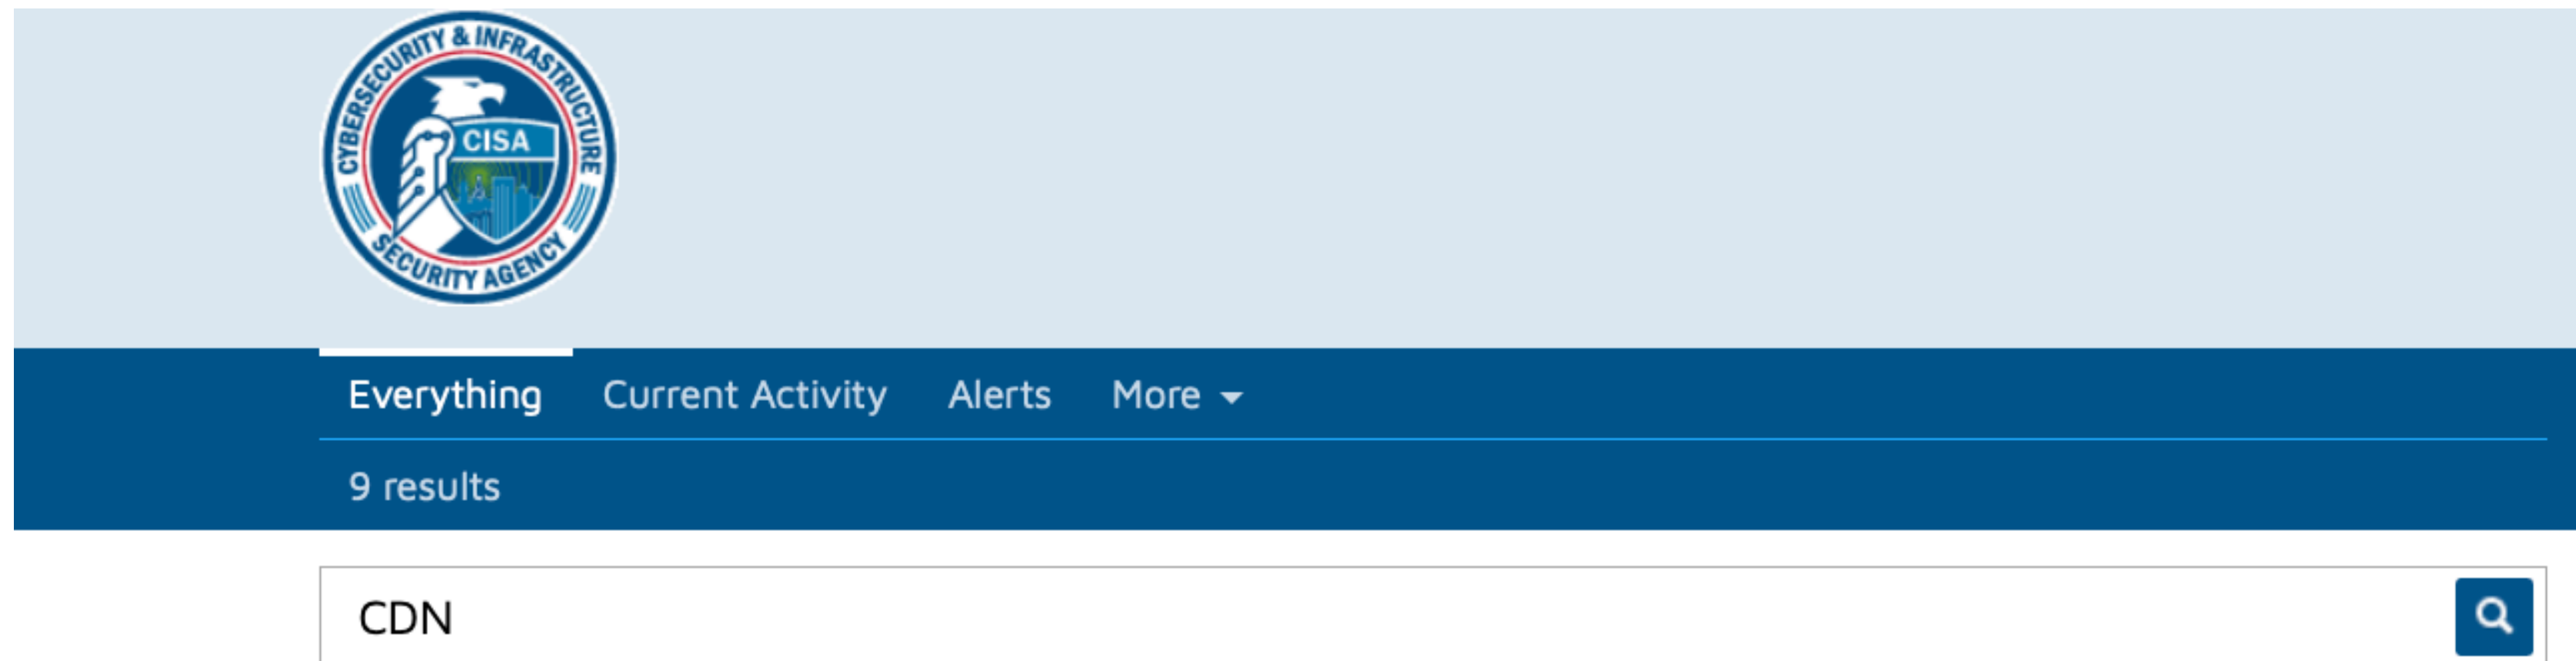 CYBERSECURITY & INFRASTRUCTURE
SECURITY AGENCY
CISA
Everything Current Activity Alerts More
9 results
CDN